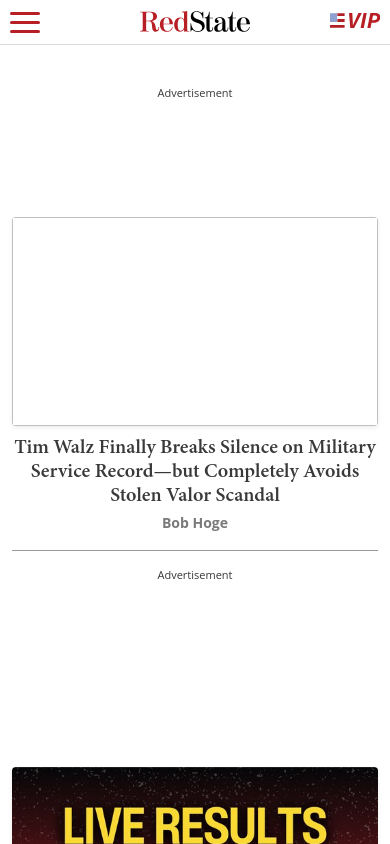 RedState
VIP
Advertisement
Tim Walz Finally Breaks Silence on Military
Service Record—but Completely Avoids
Stolen Valor Scandal
Bob Hoge
Advertisement
LIVE RESULTS